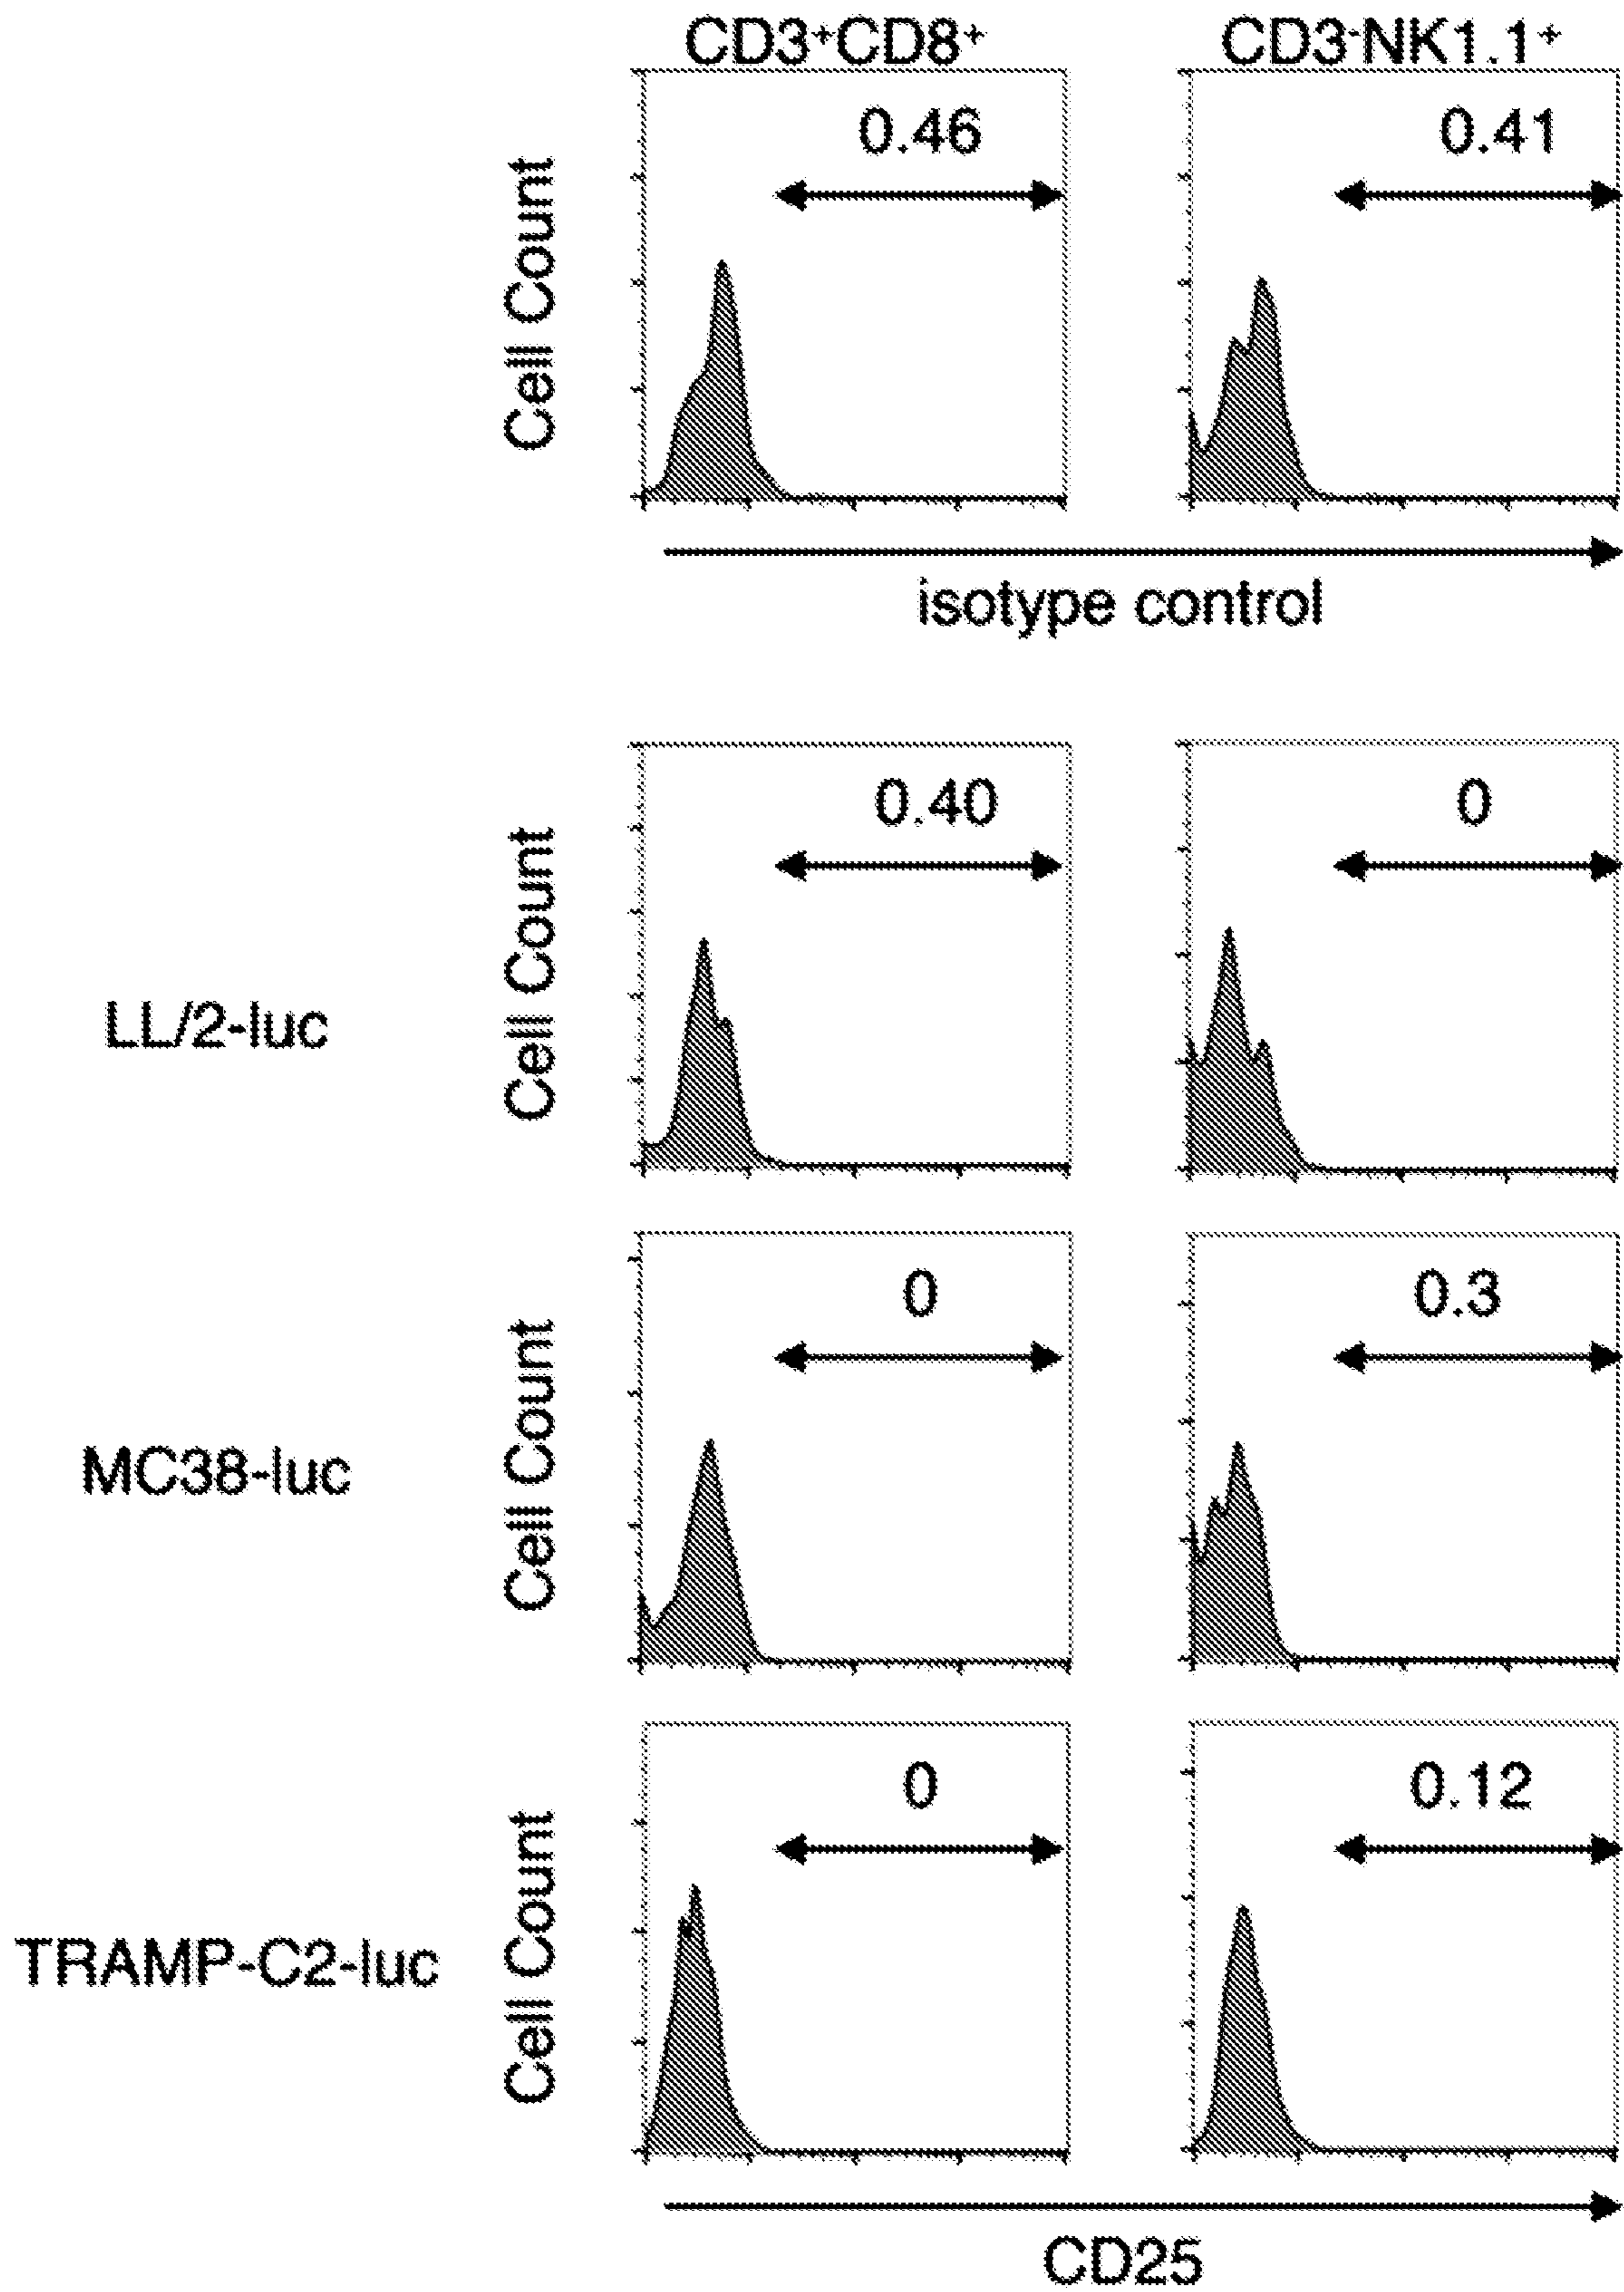 CD3⁺CD8⁺ CD3⁻NK1.1⁺
Cell Count 0.46 0.41
isotype control
LL/2-luc Cell Count 0.40 0
MC38-luc Cell Count 0 0.3
TRAMP-C2-luc Cell Count 0 0.12
CD25